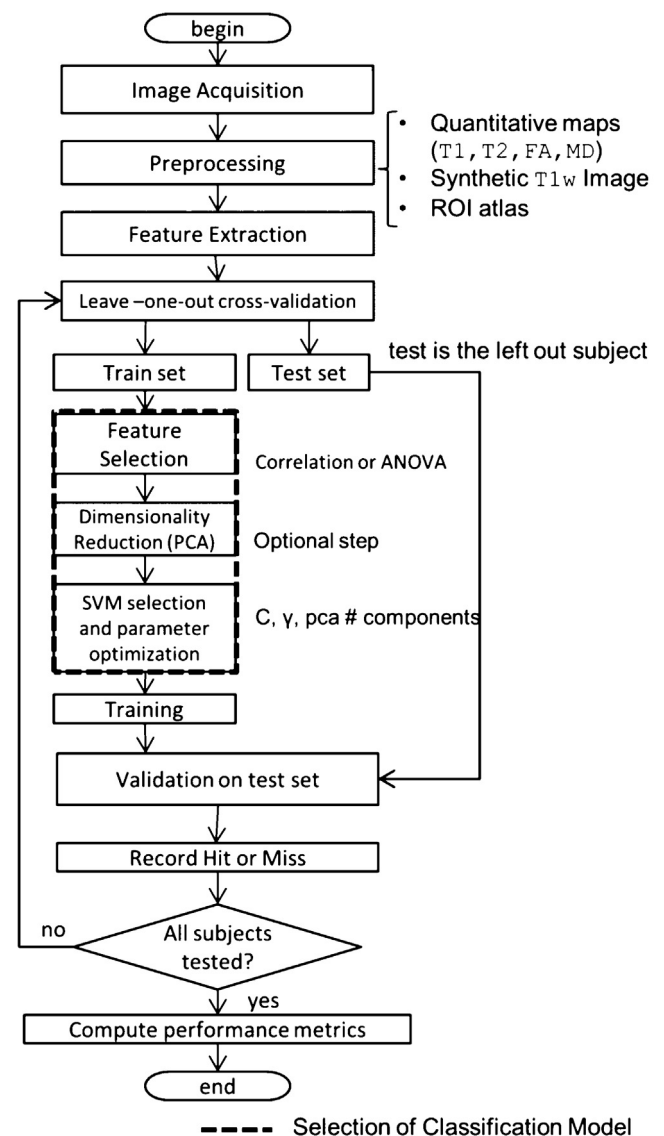 begin
Image Acquisition
Preprocessing
• Quantitative maps
(T1, T2, FA, MD)
• Synthetic T1w Image
• ROI atlas
Feature Extraction
Leave –one-out cross-validation
Train set
Test set
test is the left out subject
Feature
Selection
Correlation or ANOVA
Dimensionality
Reduction (PCA)
Optional step
SVM selection
and parameter
optimization
C, γ, pca # components
Training
Validation on test set
Record Hit or Miss
All subjects
tested?
no
yes
Compute performance metrics
end
Selection of Classification Model